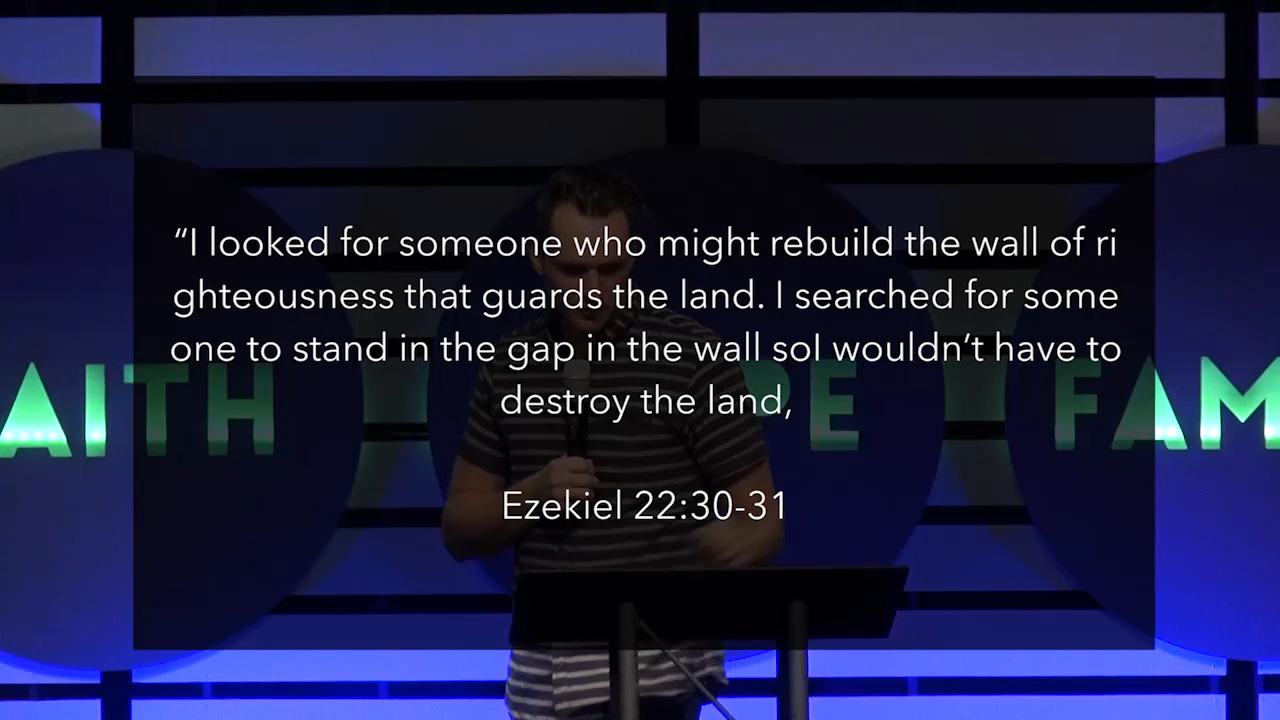 “I looked for someone who might rebuild the wall of ri
ghteousness that guards the land. I searched for some
one to stand in the gap in the wall soI wouldn’t have to
destroy the land,
AITH
PE
FAM
Ezekiel 22:30-31